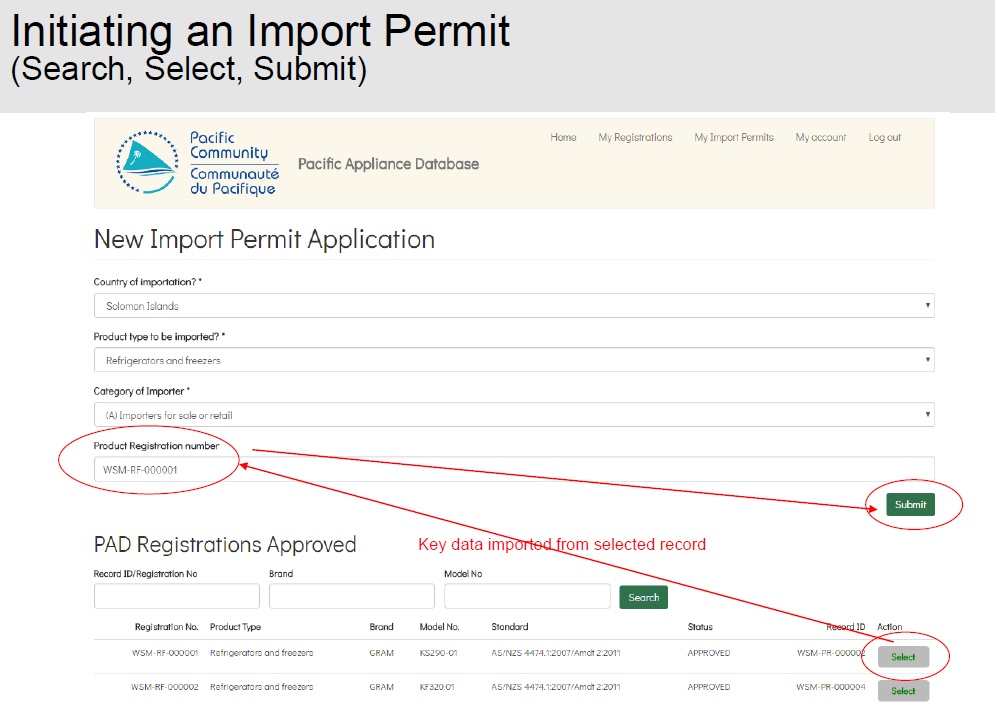 Initiating an Import Permit
(Search, Select, Submit)
Pacific
Community
Communauté
du Pacifique
Pacific Appliance Database
Home My Registrations My Import Permits My account Log out
New Import Permit Application
Country of importation? *
Solomon Islands
Product type to be imported? *
Refrigerators and freezers
Category of Importer *
(A) Importers for sale or retail
Product Registration number
WSM-RF-000001
Submit
PAD Registrations Approved
Key data imported from selected record
Record ID/Registration No Brand Model No
Search
Registration No. Product Type Brand Model No. Standard Status Record ID Action
WSM-RF-000001 Refrigerators and freezers GRAM KS290-01 AS/NZS 4474.1:2007/Amdt 2:2011 APPROVED WSM-PR-000002 Select
WSM-RF-000002 Refrigerators and freezers GRAM KF320.01 AS/NZS 4474.1:2007/Amdt 2:2011 APPROVED WSM-PR-000004 Select